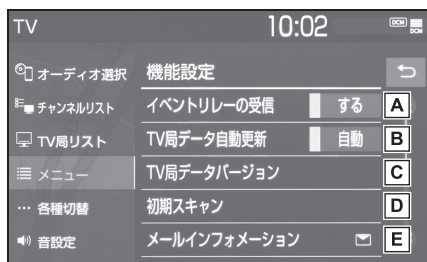 TV 10:02 DCM DCM
オーディオ選択
チャンネルリスト
TV局リスト
メニュー
各種切替
音設定
機能設定
イベントリレーの受信 する A
TV局データ自動更新 自動 B
TV局データバージョン C
初期スキャン D
メールインフォメーション E